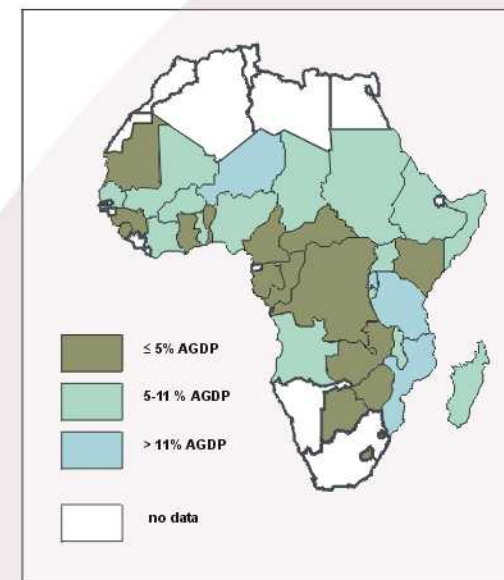 ≤ 5% AGDP
5-11 % AGDP
> 11% AGDP
no data